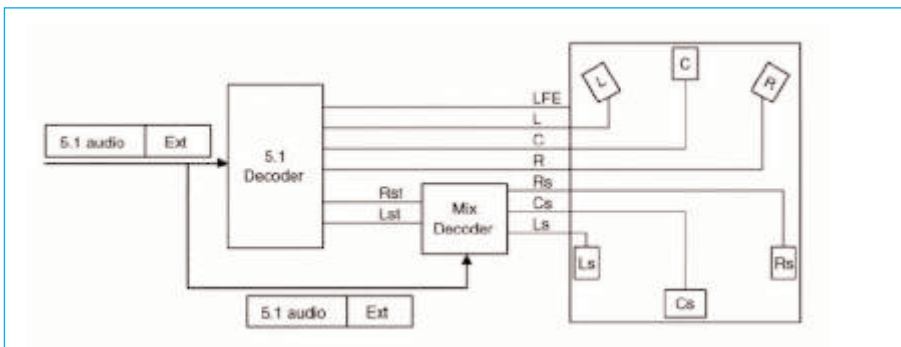 C
L
R
LFE
L
5.1 audio Ext
C
5.1
Decoder
R
Rst
Rs
Mix
Decoder
Cs
Lst
Ls
Ls
Rs
Cs
5.1 audio Ext